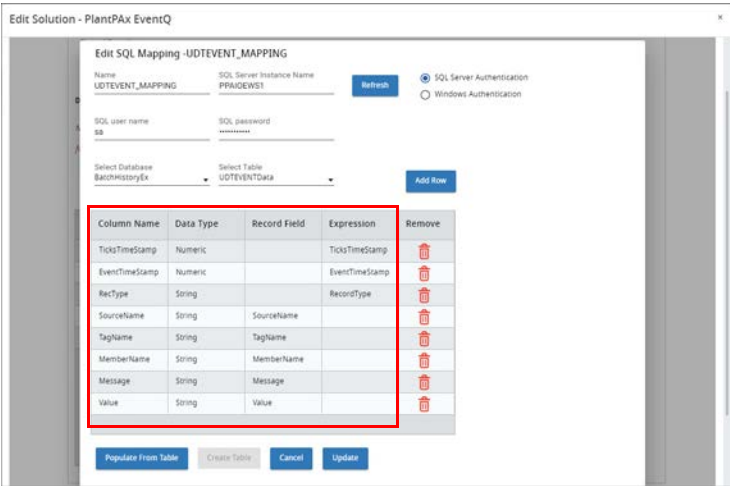 Edit Solution - PlantPAx EventQ
×
Edit SQL Mapping -UDTEVENT_MAPPING
Name SQL Server Instance Name
UDTEVENT_MAPPING PPAIOEWS1
Refresh
SQL Server Authentication
Windows Authentication
SQL user name SQL password
sa •••••••••••
Select Database Select Table
BatchHistoryEx UDTEVENTData
Add Row
Column Name Data Type Record Field Expression Remove
TicksTimeStamp Numeric TicksTimeStamp
EventTimeStamp Numeric EventTimeStamp
RecType String RecordType
SourceName String SourceName
TagName String TagName
MemberName String MemberName
Message String Message
Value String Value
Populate From Table Create Table Cancel Update